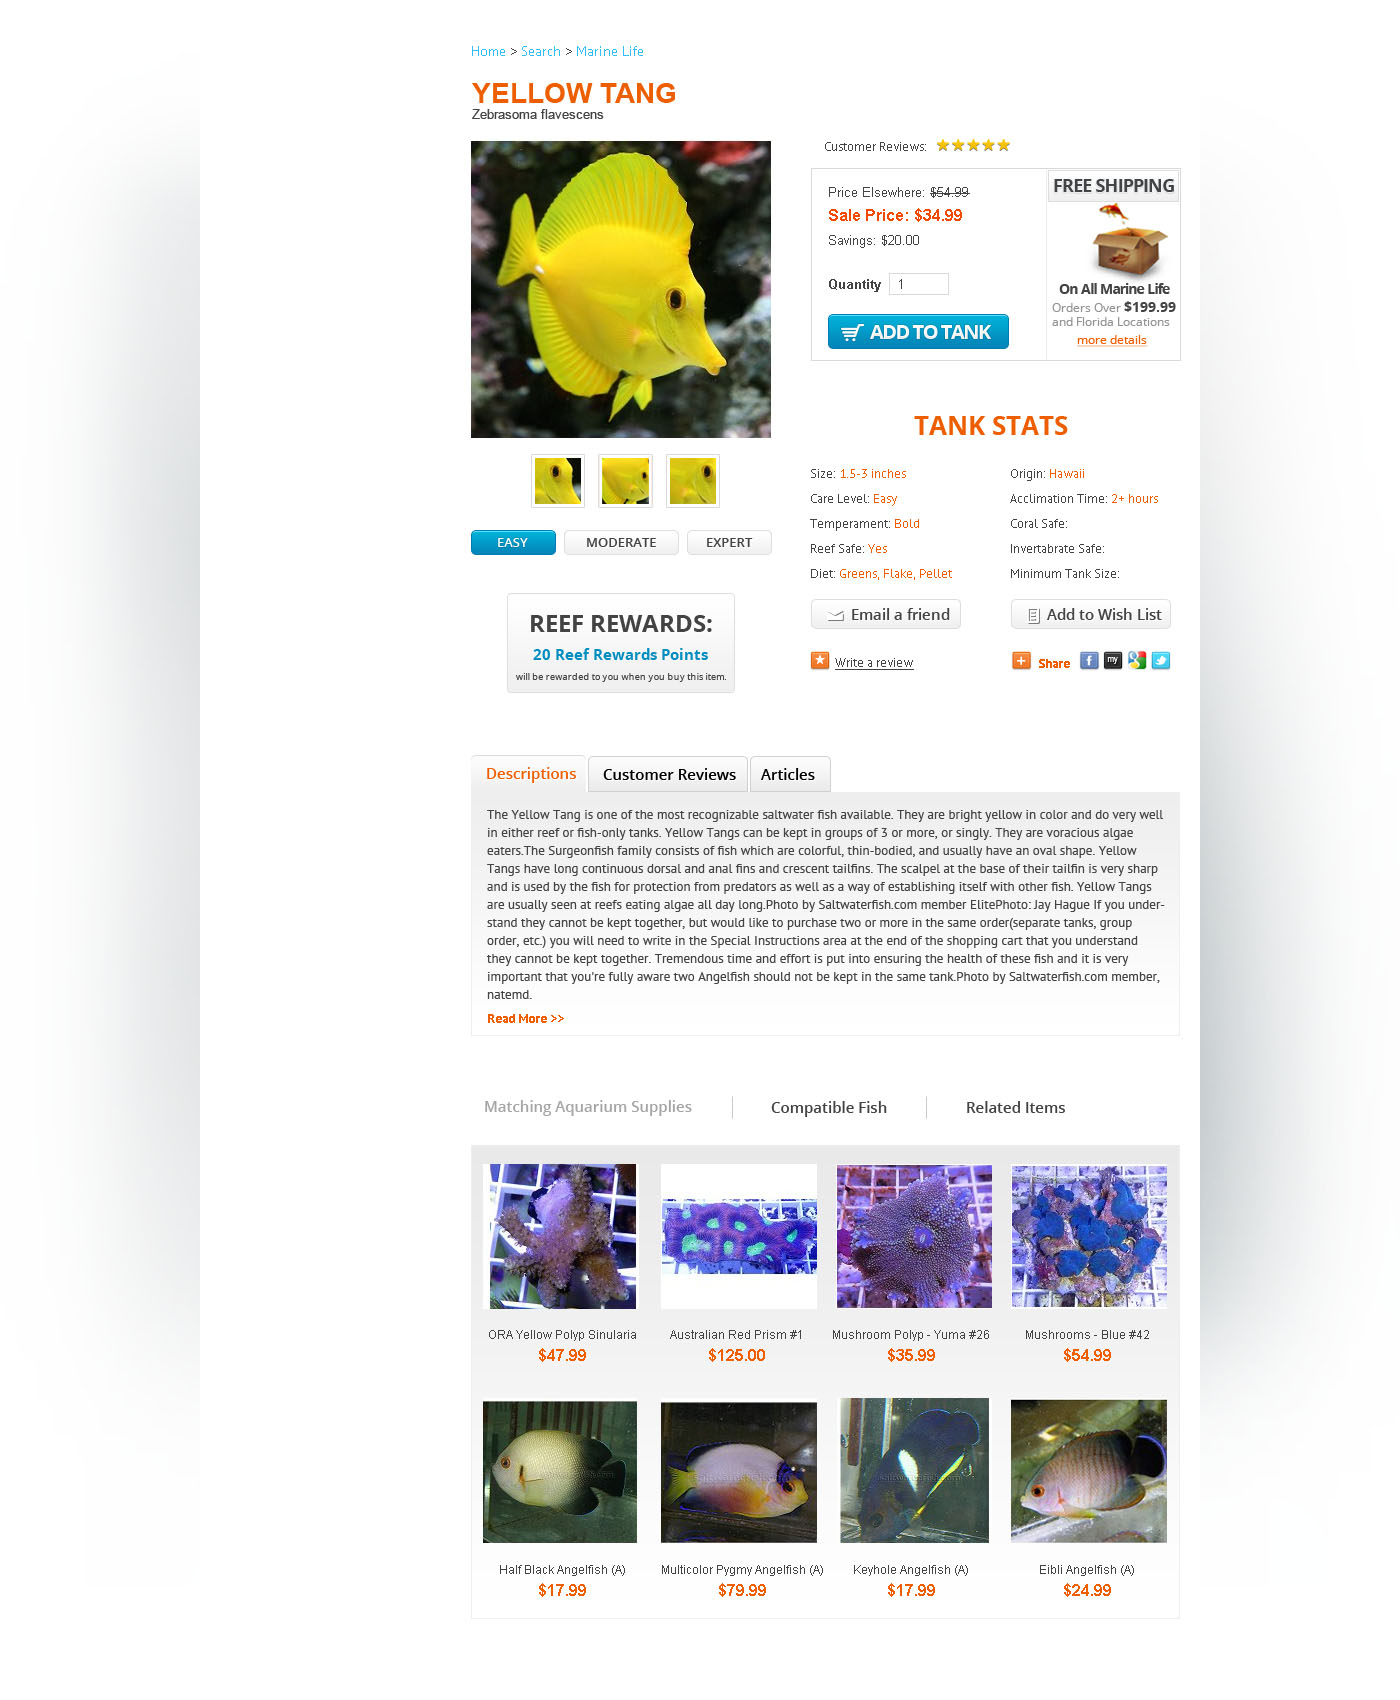 Home > Search > Marine Life
YELLOW TANG
Zebrasoma flavescens
Customer Reviews:
Price Elsewhere: $54.99
Sale Price: $34.99
Savings: $20.00
Quantity 1
ADD TO TANK
FREE SHIPPING
On All Marine Life
Orders Over $199.99
and Florida Locations
more details
EASY
MODERATE
EXPERT
REEF REWARDS:
20 Reef Rewards Points
will be rewarded to you when you buy this item.
TANK STATS
Size: 1.5-3 inches
Care Level: Easy
Temperament: Bold
Reef Safe: Yes
Diet: Greens, Flake, Pellet
Origin: Hawaii
Acclimation Time: 2+ hours
Coral Safe:
Invertabrate Safe:
Minimum Tank Size:
Email a friend
Add to Wish List
Write a review
Share
f
my
Descriptions
Customer Reviews
Articles
The Yellow Tang is one of the most recognizable saltwater fish available. They are bright yellow in color and do very well
in either reef or fish-only tanks. Yellow Tangs can be kept in groups of 3 or more, or singly. They are voracious algae
eaters.The Surgeonfish family consists of fish which are colorful, thin-bodied, and usually have an oval shape. Yellow
Tangs have long continuous dorsal and anal fins and crescent tailfins. The scalpel at the base of their tailfin is very sharp
and is used by the fish for protection from predators as well as a way of establishing itself with other fish. Yellow Tangs
are usually seen at reefs eating algae all day long.Photo by Saltwaterfish.com member ElitePhoto: Jay Hague If you under-
stand they cannot be kept together, but would like to purchase two or more in the same order(separate tanks, group
order, etc.) you will need to write in the Special Instructions area at the end of the shopping cart that you understand
they cannot be kept together. Tremendous time and effort is put into ensuring the health of these fish and it is very
important that you're fully aware two Angelfish should not be kept in the same tank.Photo by Saltwaterfish.com member,
natemd.
Read More >>
Matching Aquarium Supplies
Compatible Fish
Related Items
ORA Yellow Polyp Sinularia
$47.99
Australian Red Prism #1
$125.00
Mushroom Polyp - Yuma #26
$35.99
Mushrooms - Blue #42
$54.99
Half Black Angelfish (A)
$17.99
Multicolor Pygmy Angelfish (A)
$79.99
Keyhole Angelfish (A)
$17.99
Eibli Angelfish (A)
$24.99